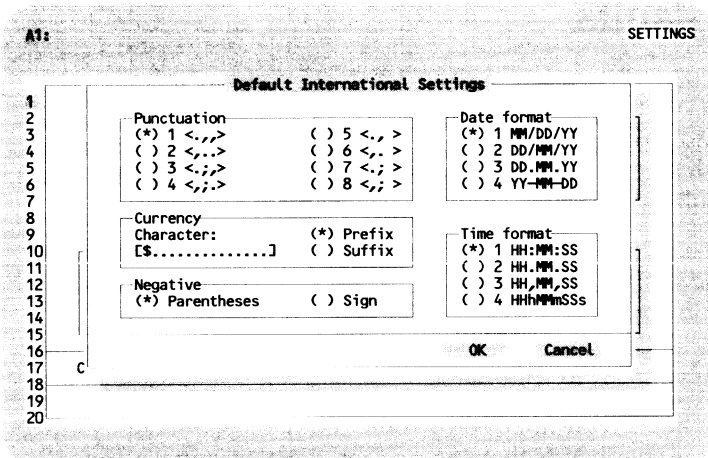 A1:
SETTINGS
Default International Settings
1
2
3
4
5
6
7
8
9
10
11
12
13
14
15
16
17
18
19
20
Punctuation
(*) 1 <.,,>
( ) 2 <,..>
( ) 3 <.;,>
( ) 4 <,;.>
( ) 5 <., >
( ) 6 <,. >
( ) 7 <.; >
( ) 8 <,; >
Date format
(*) 1 MM/DD/YY
( ) 2 DD/MM/YY
( ) 3 DD.MM.YY
( ) 4 YY-MM-DD
Currency
Character:
[$..............]
(*) Prefix
( ) Suffix
Time format
(*) 1 HH:MM:SS
( ) 2 HH.MM.SS
( ) 3 HH,MM,SS
( ) 4 HHhMMmSSs
Negative
(*) Parentheses
( ) Sign
OK
Cancel
C